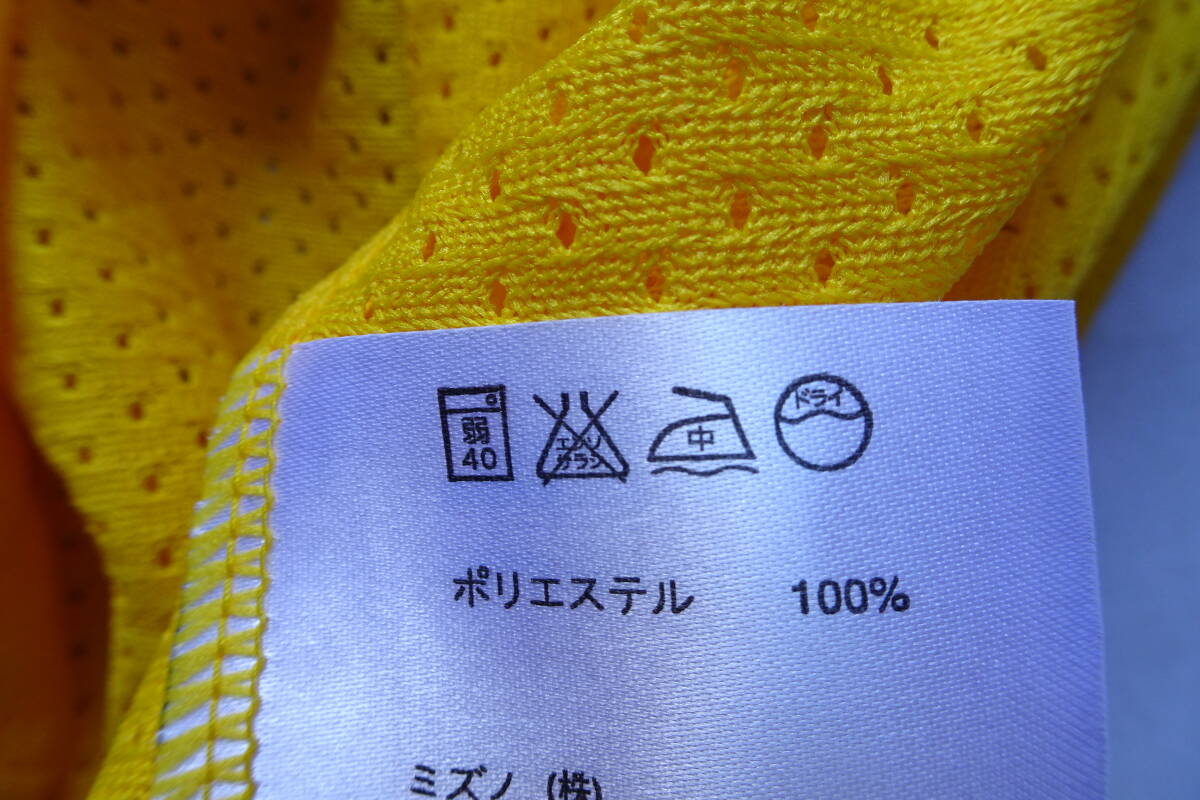 弱 エンソ 中 ドライ
40 サラシ
ポリエステル 100%
ミズノ (株)